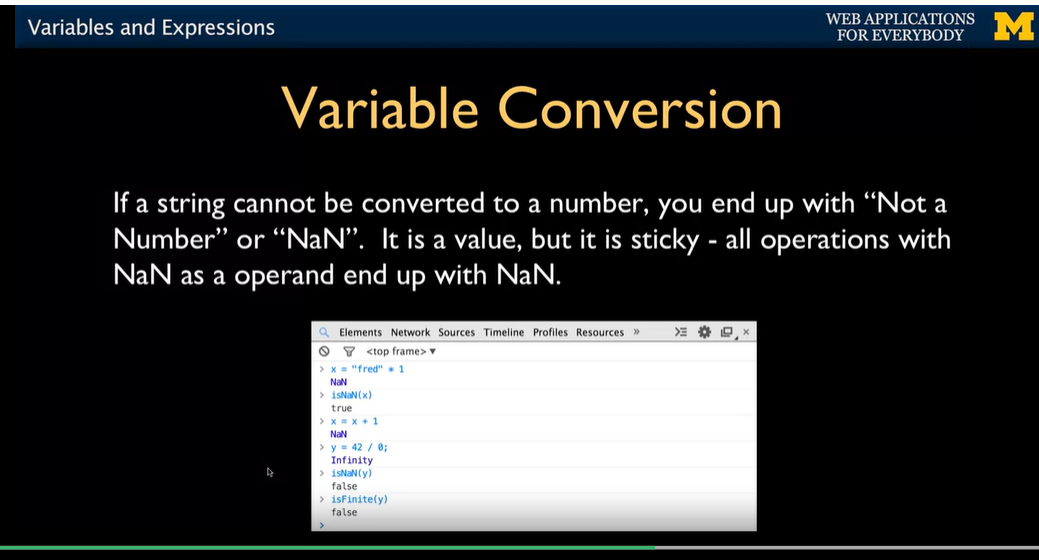 Variables and Expressions
WEB APPLICATIONS
FOR EVERYBODY
M
Variable Conversion
If a string cannot be converted to a number, you end up with “Not a
Number” or “NaN”. It is a value, but it is sticky - all operations with
NaN as a operand end up with NaN.
Elements Network Sources Timeline Profiles Resources »
<top frame> ▼
> x = "fred" * 1
NaN
> isNaN(x)
true
> x = x + 1
NaN
> y = 42 / 0;
Infinity
> isNaN(y)
false
> isFinite(y)
false
>